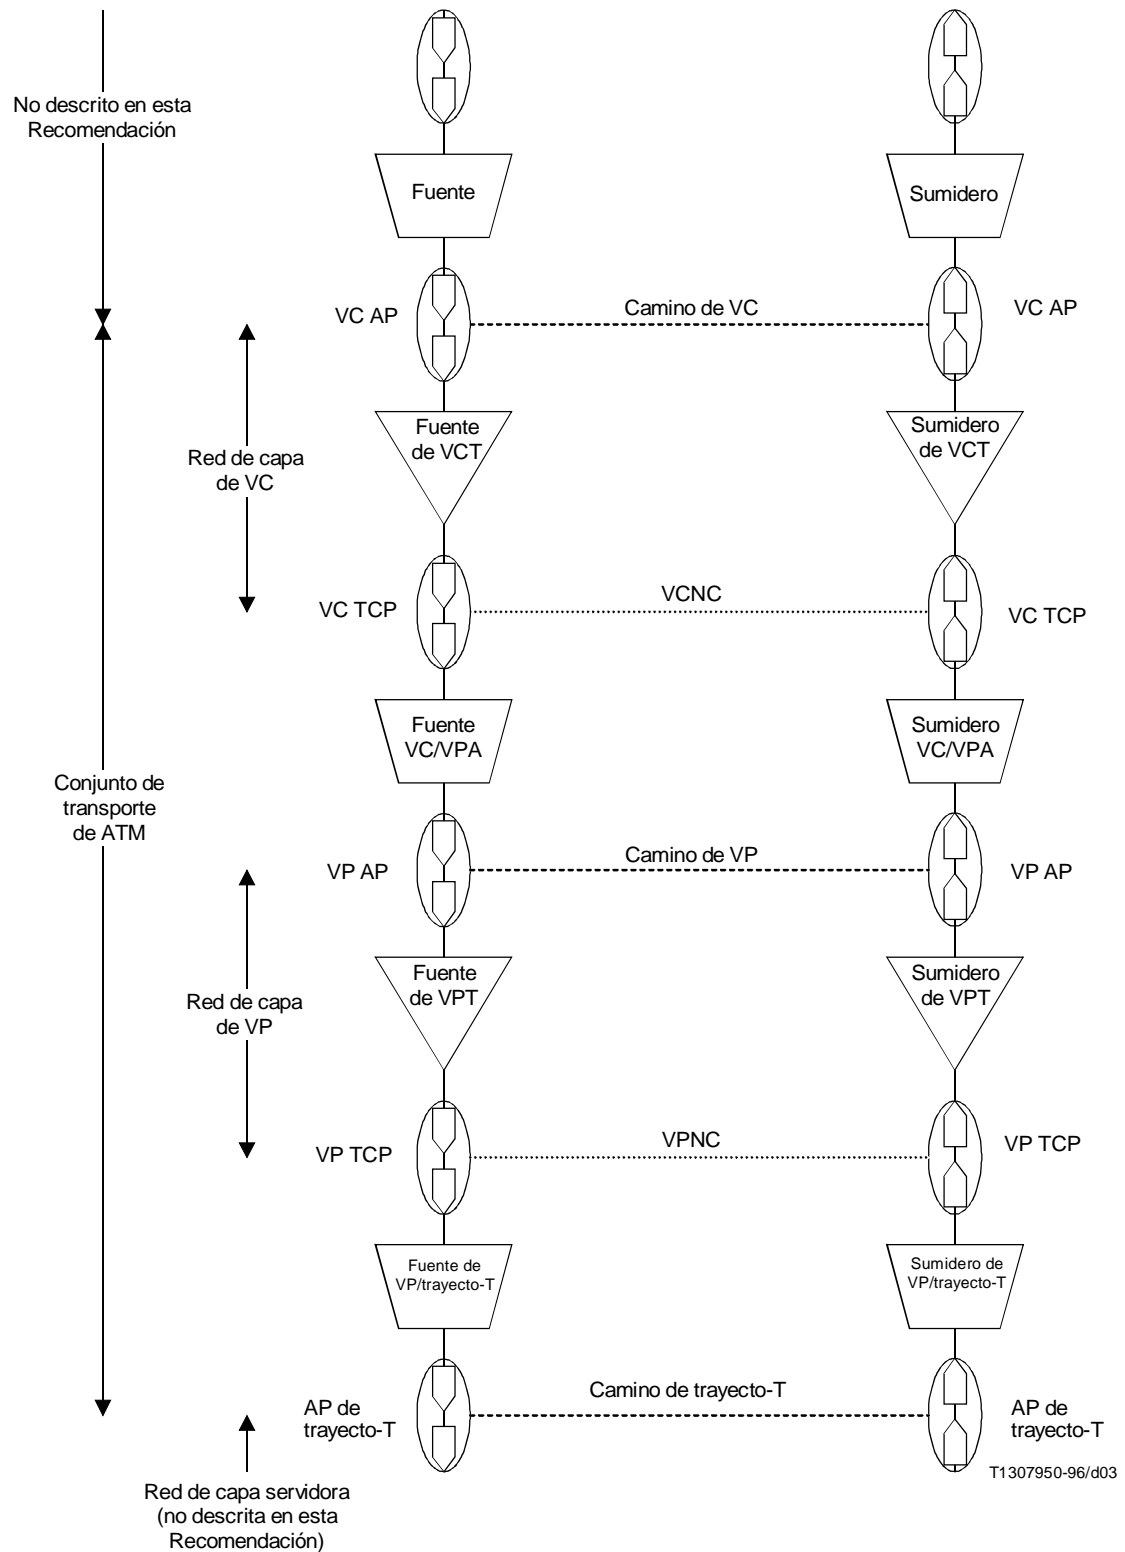 No descrito en esta
Recomendación
Fuente
Sumidero
VC AP
Camino de VC
VC AP
Fuente
de VCT
Sumidero
de VCT
Red de capa
de VC
VC TCP
VCNC
VC TCP
Fuente
VC/VPA
Sumidero
VC/VPA
Conjunto de
transporte
de ATM
VP AP
Camino de VP
VP AP
Fuente
de VPT
Sumidero
de VPT
Red de capa
de VP
VP TCP
VPNC
VP TCP
Fuente de
VP/trayecto-T
Sumidero de
VP/trayecto-T
AP de
trayecto-T
Camino de trayecto-T
AP de
trayecto-T
T1307950-96/d03
Red de capa servidora
(no descrita en esta
Recomendación)